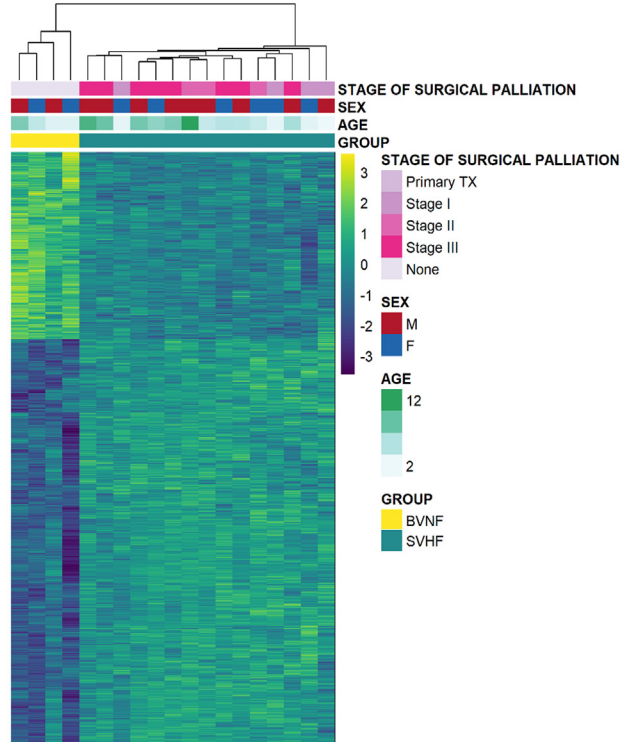 STAGE OF SURGICAL PALLIATION
SEX
AGE
GROUP
3
2
1
0
-1
-2
-3
STAGE OF SURGICAL PALLIATION
Primary TX
Stage I
Stage II
Stage III
None
SEX
M
F
AGE
12
2
GROUP
BVNF
SVHF